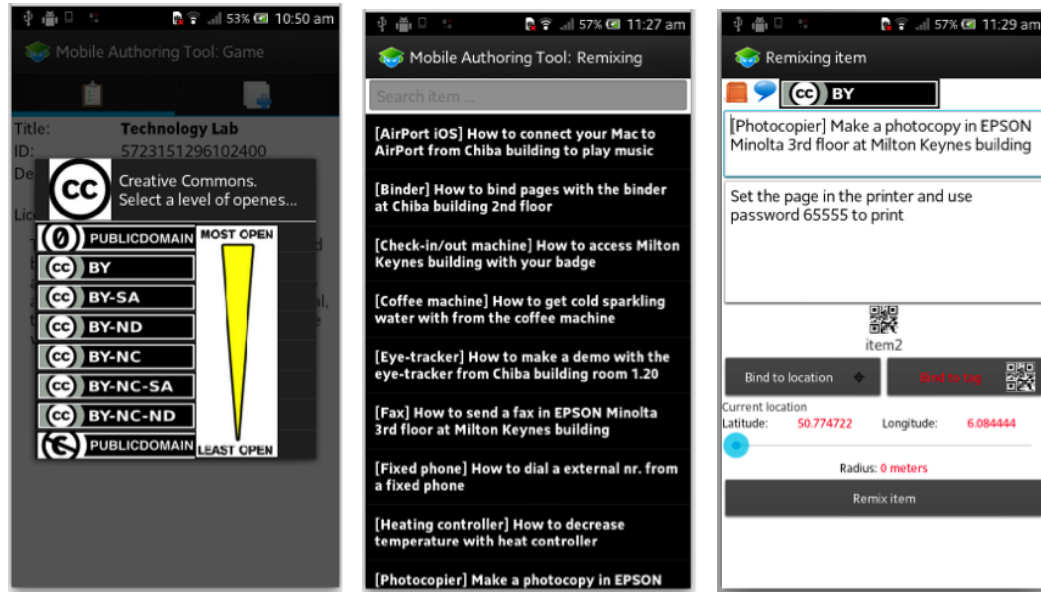 53% 10:50 am
Mobile Authoring Tool: Game
Title: Technology Lab
ID: 5723151296102400
De
Creative Commons.
Select a level of openes...
Lic
PUBLICDOMAIN
MOST OPEN
cc BY
cc BY-SA
cc BY-ND
cc BY-NC
cc BY-NC-SA
cc BY-NC-ND
PUBLICDOMAIN
LEAST OPEN
57% 11:27 am
Mobile Authoring Tool: Remixing
Search item ...
[AirPort iOS] How to connect your Mac to
AirPort from Chiba building to play music
[Binder] How to bind pages with the binder
at Chiba building 2nd floor
[Check-in/out machine] How to access Milton
Keynes building with your badge
[Coffee machine] How to get cold sparkling
water with from the coffee machine
[Eye-tracker] How to make a demo with the
eye-tracker from Chiba building room 1.20
[Fax] How to send a fax in EPSON Minolta
3rd floor at Milton Keynes building
[Fixed phone] How to dial a external nr. from
a fixed phone
[Heating controller] How to decrease
temperature with heat controller
[Photocopier] Make a photocopy in EPSON
57% 11:29 am
Remixing item
cc BY
[Photocopier] Make a photocopy in EPSON
Minolta 3rd floor at Milton Keynes building
Set the page in the printer and use
password 65555 to print
item2
Bind to location Bind to tag
Current location
Latitude: 50.774722 Longitude: 6.084444
Radius: 0 meters
Remix item